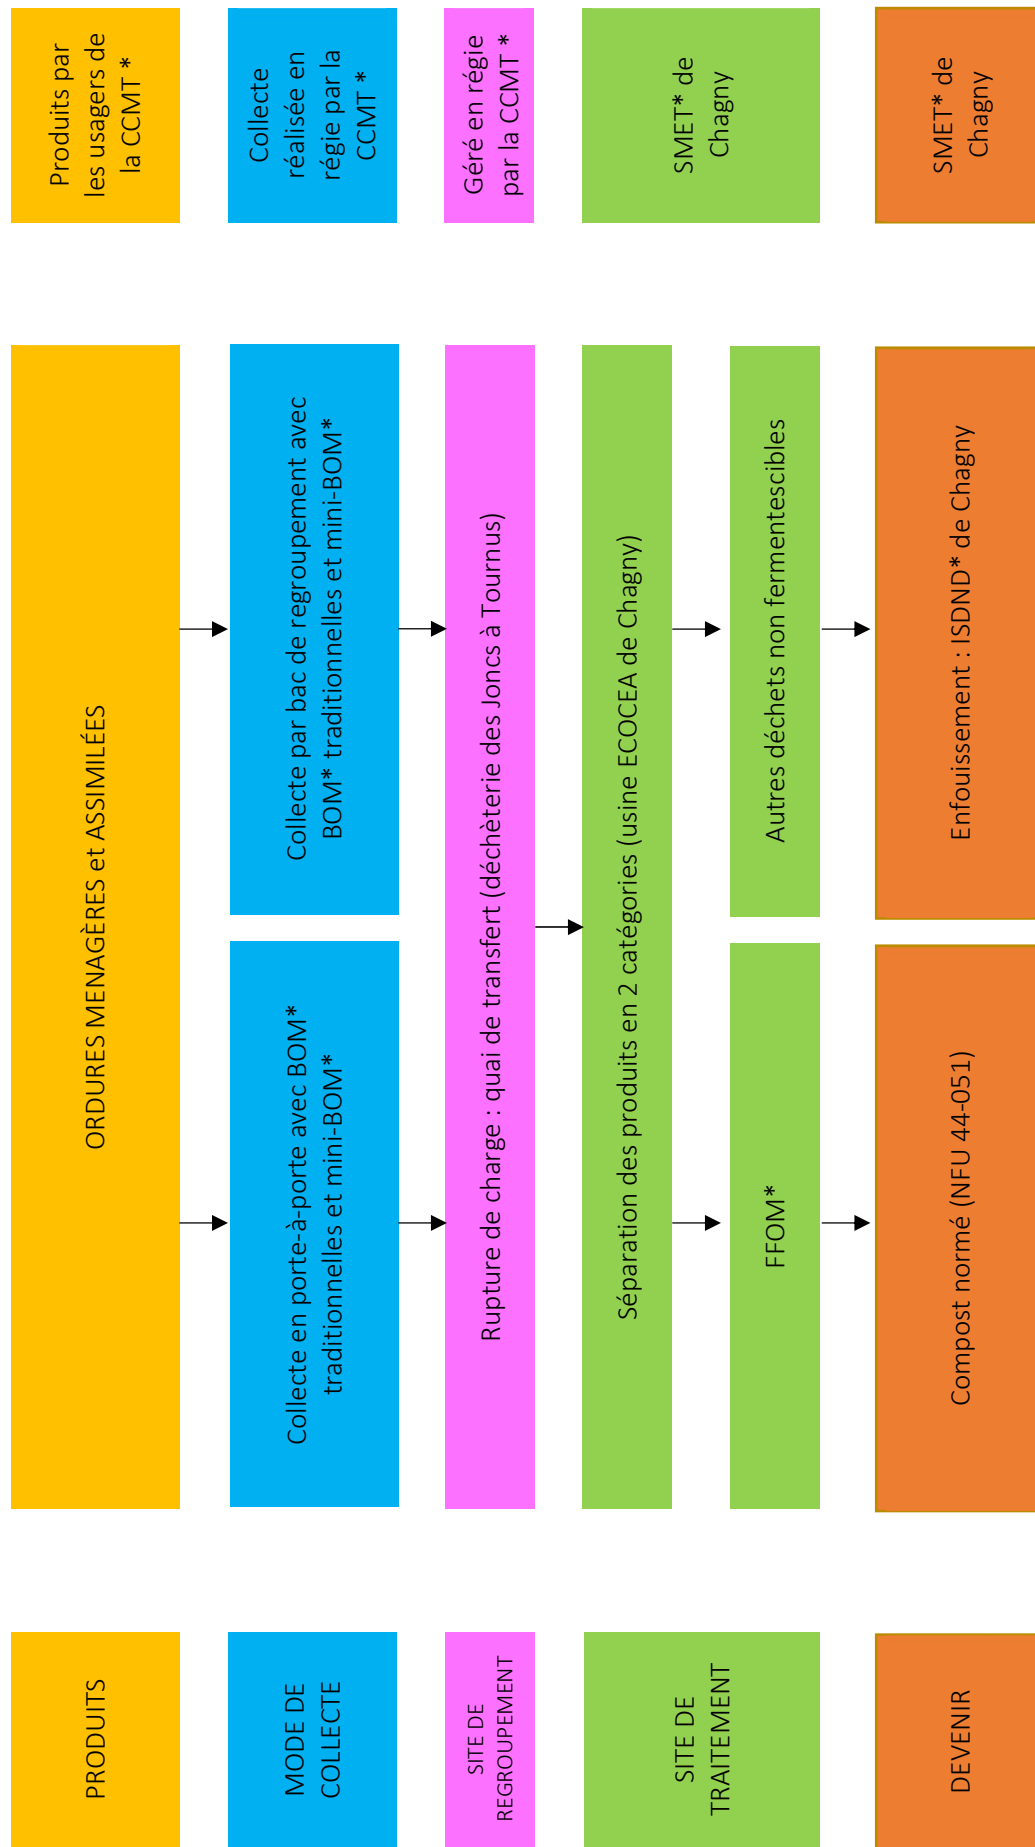 PRODUITS
ORDURES MENAGÈRES et ASSIMILÉES
Produits par
les usagers de
la CCMT *
MODE DE
COLLECTE
Collecte en porte-à-porte avec BOM*
traditionnelles et mini-BOM*
Collecte par bac de regroupement avec
BOM* traditionnelles et mini-BOM*
Collecte
réalisée en
régie par la
CCMT *
SITE DE
REGROUPEMENT
Rupture de charge : quai de transfert (déchèterie des Joncs à Tournus)
Géré en régie
par la CCMT *
SITE DE
TRAITEMENT
Séparation des produits en 2 catégories (usine ECOCEA de Chagny)
FFOM*
Autres déchets non fermentescibles
SMET* de
Chagny
DEVENIR
Compost normé (NFU 44-051)
Enfouissement : ISDND* de Chagny
SMET* de
Chagny